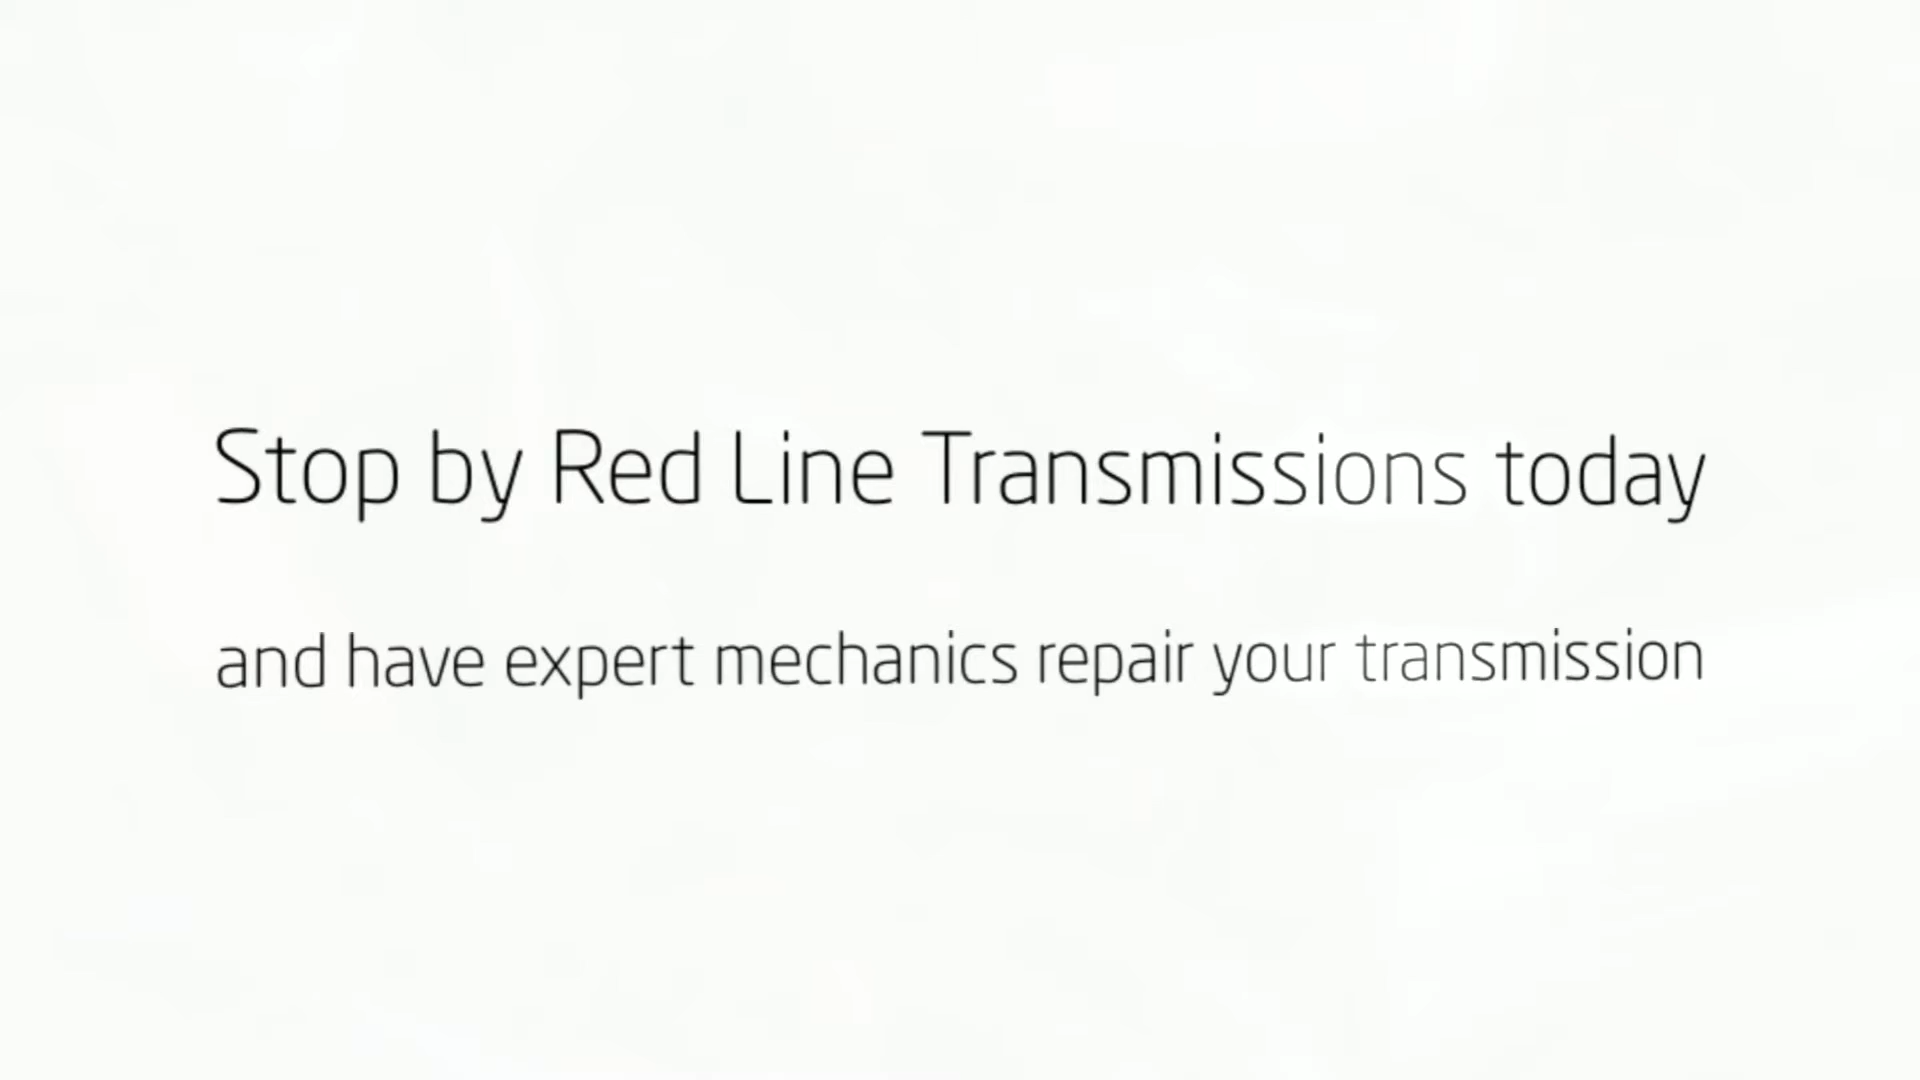 Stop by Red Line Transmissions today
and have expert mechanics repair your transmission